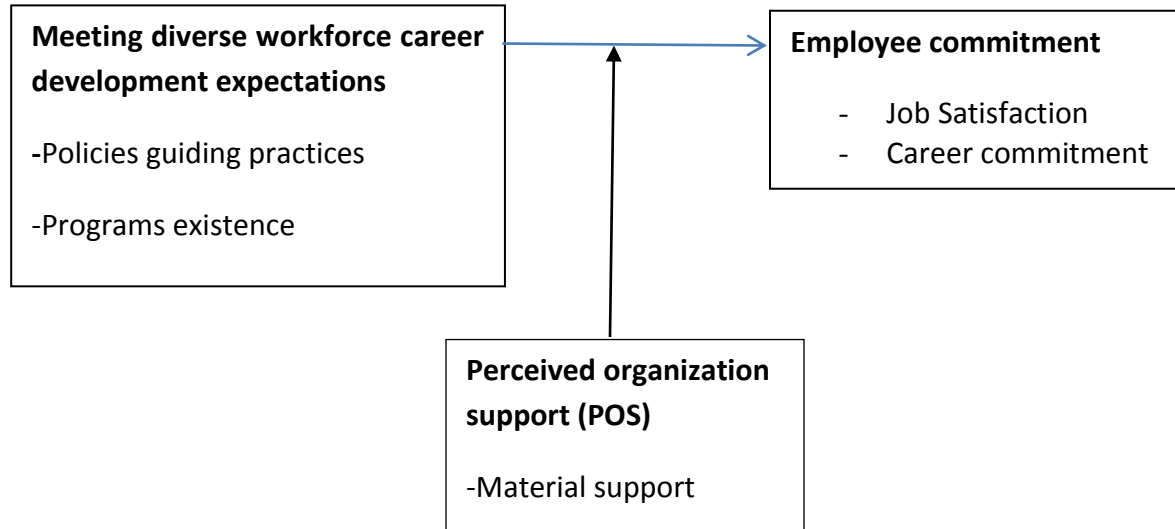 Meeting diverse workforce career
development expectations
-Policies guiding practices
-Programs existence
Employee commitment
- Job Satisfaction
- Career commitment
Perceived organization
support (POS)
-Material support